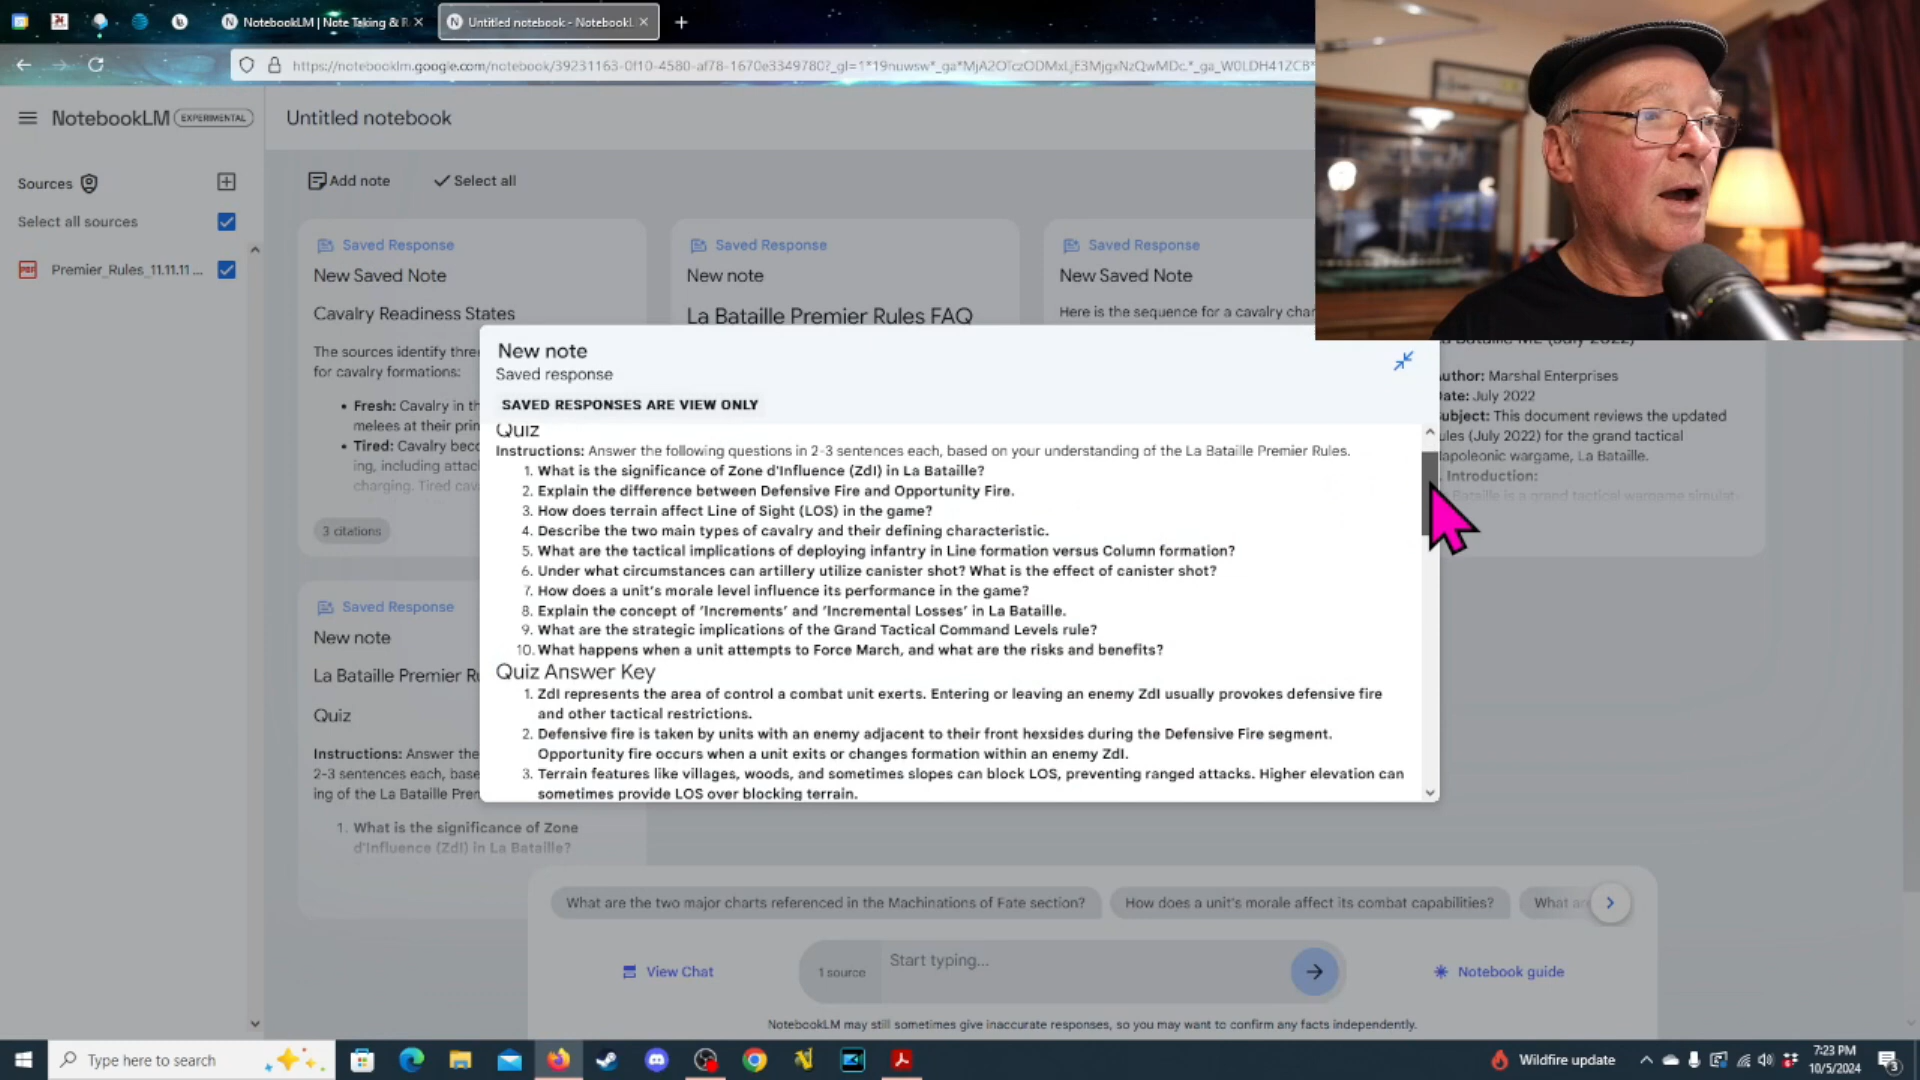 NotebookLM | Note Taking & R
Untitled notebook - NotebookL
NotebookLM EXPERIMENTAL
Untitled notebook
Sources
Add note
Select all
Select all sources
Premier_Rules_11.11.11 ...
Saved Response
New Saved Note
Cavalry Readiness States
The sources identify three
for cavalry formations:
• Fresh: Cavalry in th
melees at their prin
• Tired: Cavalry beco
ing, including attac
charging. Tired cav
3 citations
Saved Response
New note
La Bataille Premier Rules FAQ
Saved Response
New Saved Note
Here is the sequence for a cavalry char
uthor: Marshal Enterprises
ate: July 2022
ubject: This document reviews the updated
ules (July 2022) for the grand tactical
apoleonic wargame, La Bataille.
. Introduction:
New note
Saved response
SAVED RESPONSES ARE VIEW ONLY
Quiz
Instructions: Answer the following questions in 2-3 sentences each, based on your understanding of the La Bataille Premier Rules.
1. What is the significance of Zone d'Influence (ZdI) in La Bataille?
2. Explain the difference between Defensive Fire and Opportunity Fire.
3. How does terrain affect Line of Sight (LOS) in the game?
4. Describe the two main types of cavalry and their defining characteristic.
5. What are the tactical implications of deploying infantry in Line formation versus Column formation?
6. Under what circumstances can artillery utilize canister shot? What is the effect of canister shot?
7. How does a unit's morale level influence its performance in the game?
8. Explain the concept of 'Increments' and 'Incremental Losses' in La Bataille.
9. What are the strategic implications of the Grand Tactical Command Levels rule?
10. What happens when a unit attempts to Force March, and what are the risks and benefits?
Quiz Answer Key
1. ZdI represents the area of control a combat unit exerts. Entering or leaving an enemy ZdI usually provokes defensive fire
and other tactical restrictions.
2. Defensive fire is taken by units with an enemy adjacent to their front hexsides during the Defensive Fire segment.
Opportunity fire occurs when a unit exits or changes formation within an enemy ZdI.
3. Terrain features like villages, woods, and sometimes slopes can block LOS, preventing ranged attacks. Higher elevation can
sometimes provide LOS over blocking terrain.
Saved Response
New note
La Bataille Premier Ru
Quiz
Instructions: Answer the
2-3 sentences each, base
ing of the La Bataille Pren
1. What is the significance of Zone
d'Influence (ZdI) in La Bataille?
What are the two major charts referenced in the Machinations of Fate section?
How does a unit's morale affect its combat capabilities?
What ar
View Chat
1 source
Start typing...
Notebook guide
NotebookLM may still sometimes give inaccurate responses, so you may want to confirm any facts independently.
Type here to search
Wildfire update
7:23 PM
10/5/2024
3